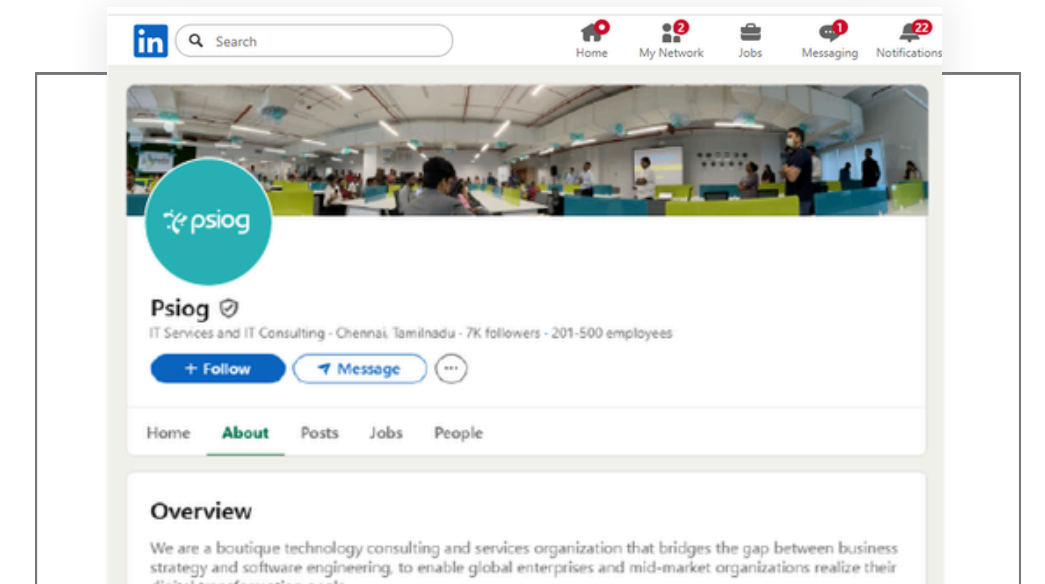 in
Search
2
1
22
Home
My Network
Jobs
Messaging
Notifications
psiog
Psiog
IT Services and IT Consulting - Chennai, Tamilnadu - 7K followers - 201-500 employees
+ Follow
Message
Home
About
Posts
Jobs
People
Overview
We are a boutique technology consulting and services organization that bridges the gap between business
strategy and software engineering, to enable global enterprises and mid-market organizations realize their